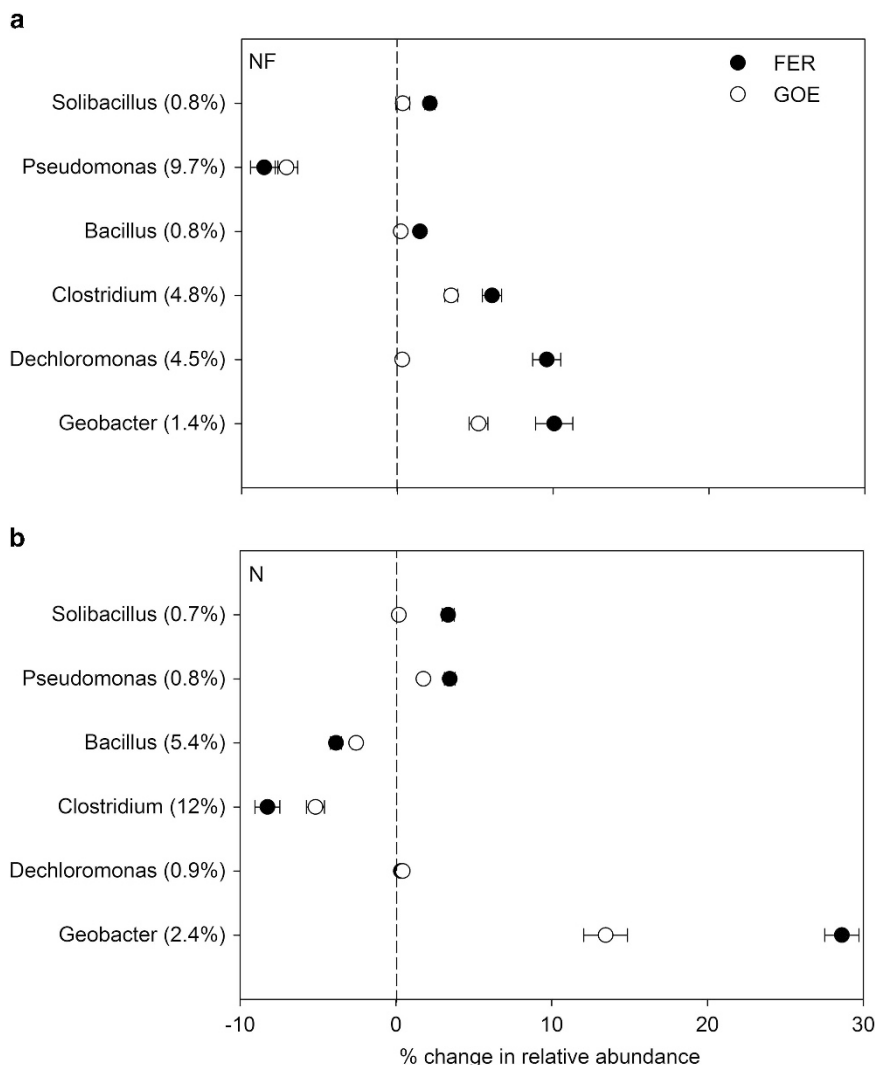 a
NF
FER
GOE
Solibacillus (0.8%)
Pseudomonas (9.7%)
Bacillus (0.8%)
Clostridium (4.8%)
Dechloromonas (4.5%)
Geobacter (1.4%)
b
N
Solibacillus (0.7%)
Pseudomonas (0.8%)
Bacillus (5.4%)
Clostridium (12%)
Dechloromonas (0.9%)
Geobacter (2.4%)
-10 0 10 20 30
% change in relative abundance